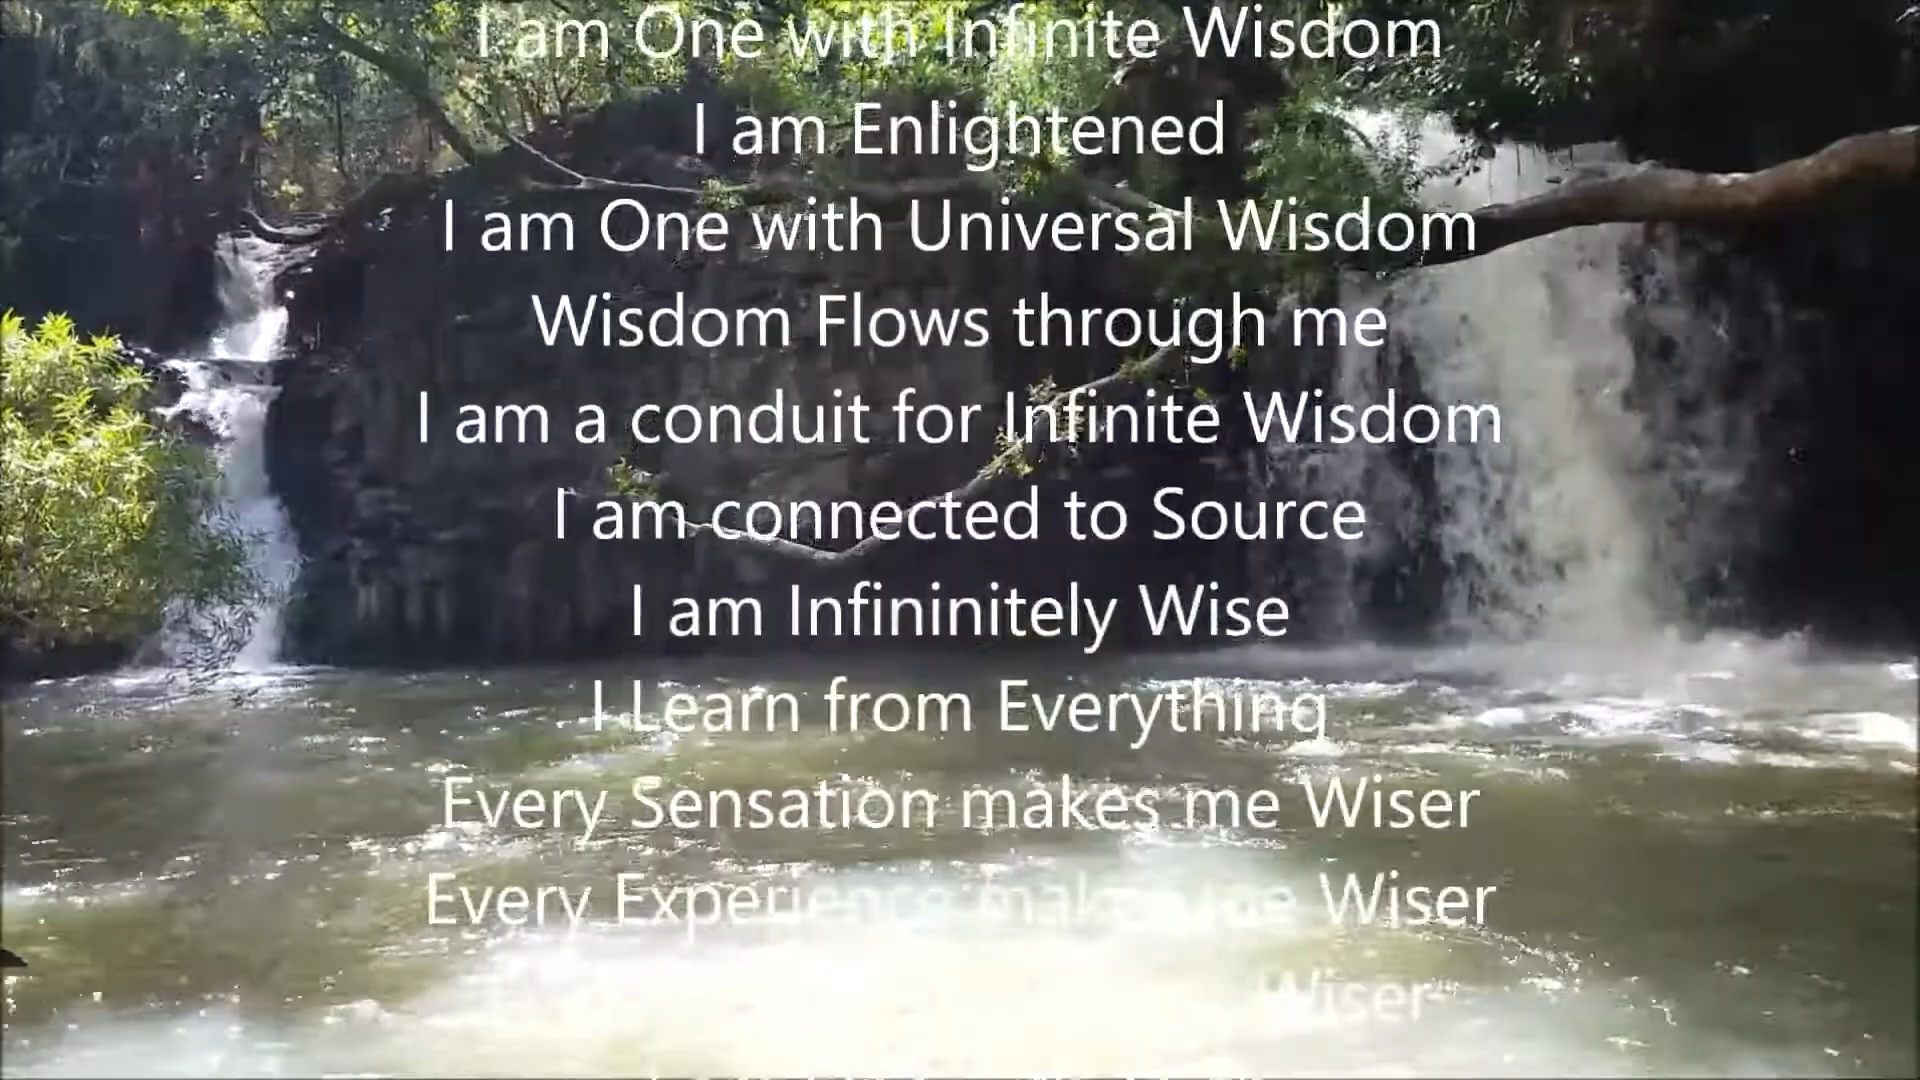 I am One with Infinite Wisdom
I am Enlightened
I am One with Universal Wisdom
Wisdom Flows through me
I am a conduit for Infinite Wisdom
I am connected to Source
I am Infininitely Wise
I Learn from Everything
Every Sensation makes me Wiser
Every Experience makes me Wiser
Wiser